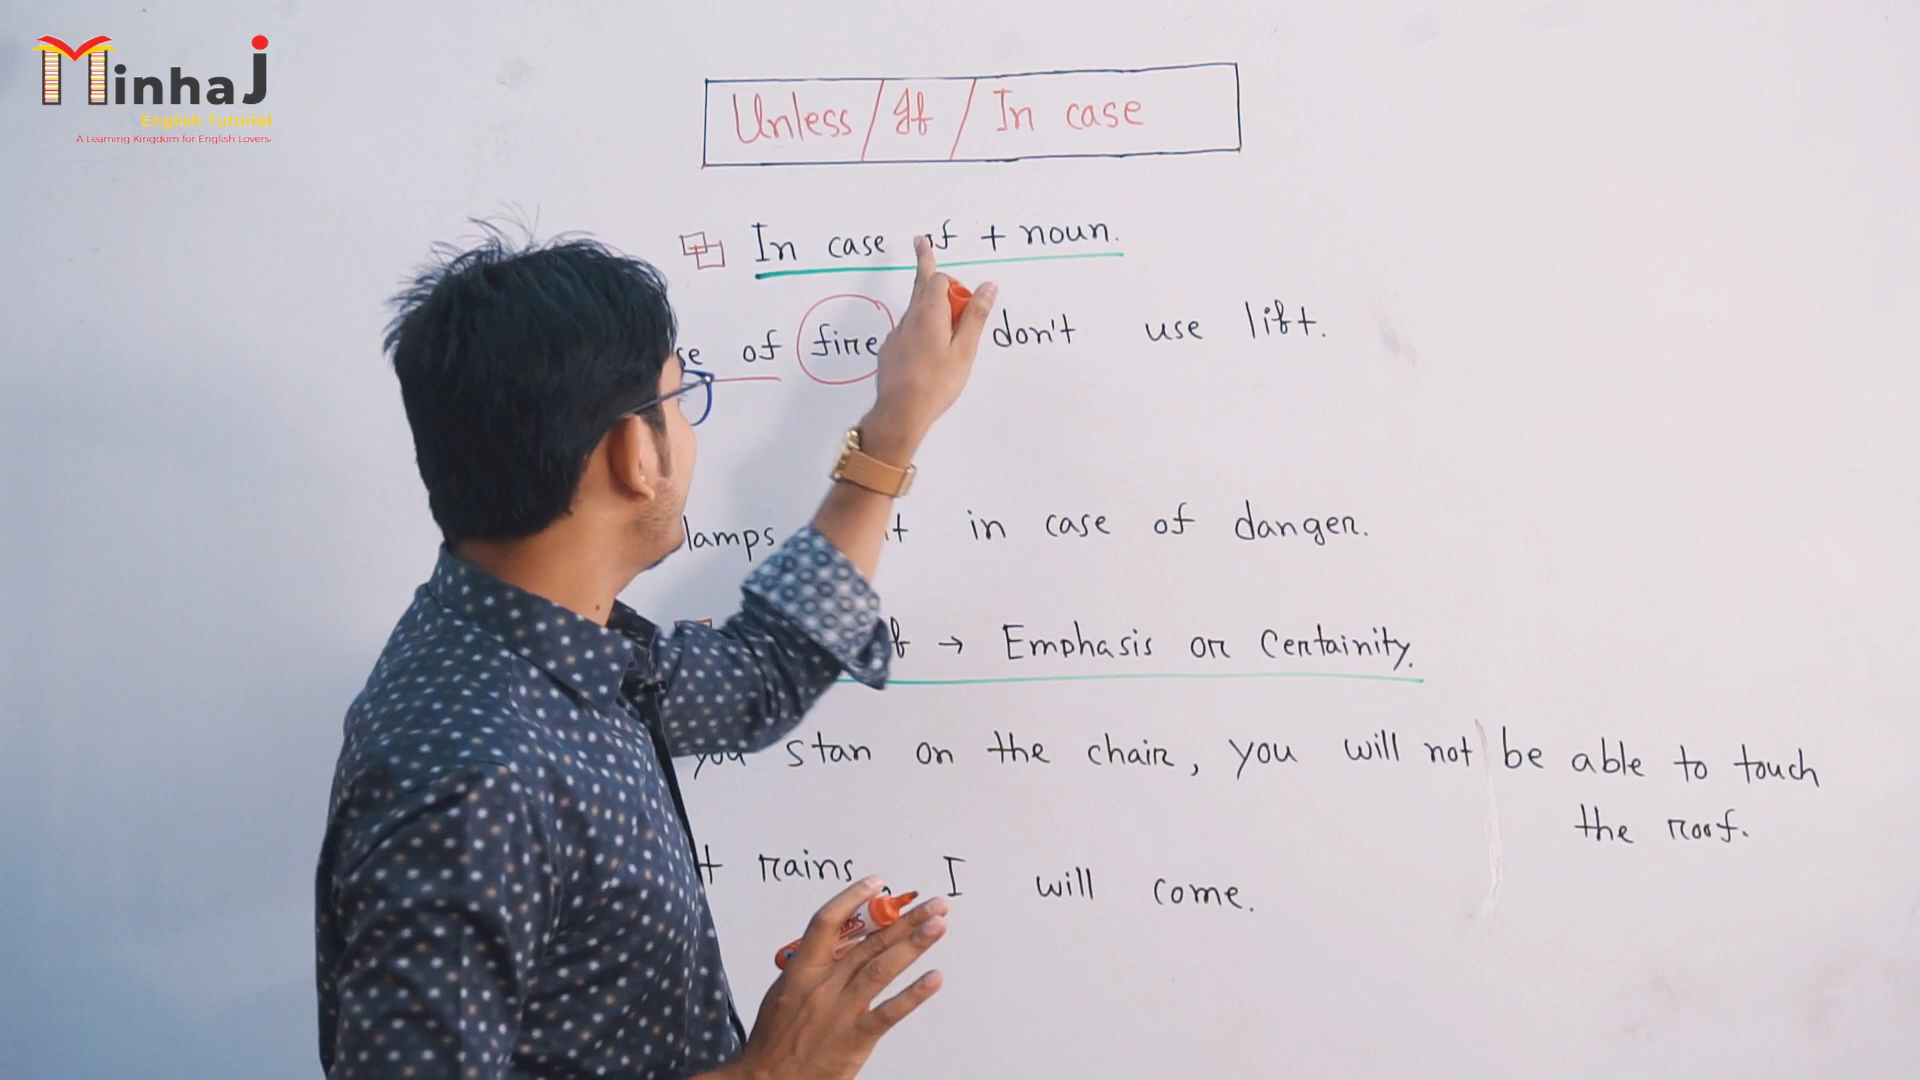 MinhaJ
English Tutorial
A Learning Kingdom for English Lovers.
Unless / If / In case
In case of + noun.
of fire don't use lift.
lamps in case of danger.
→ Emphasis or Certainity.
you stan on the chair, you will not be able to touch
the roof.
rains, I will come.